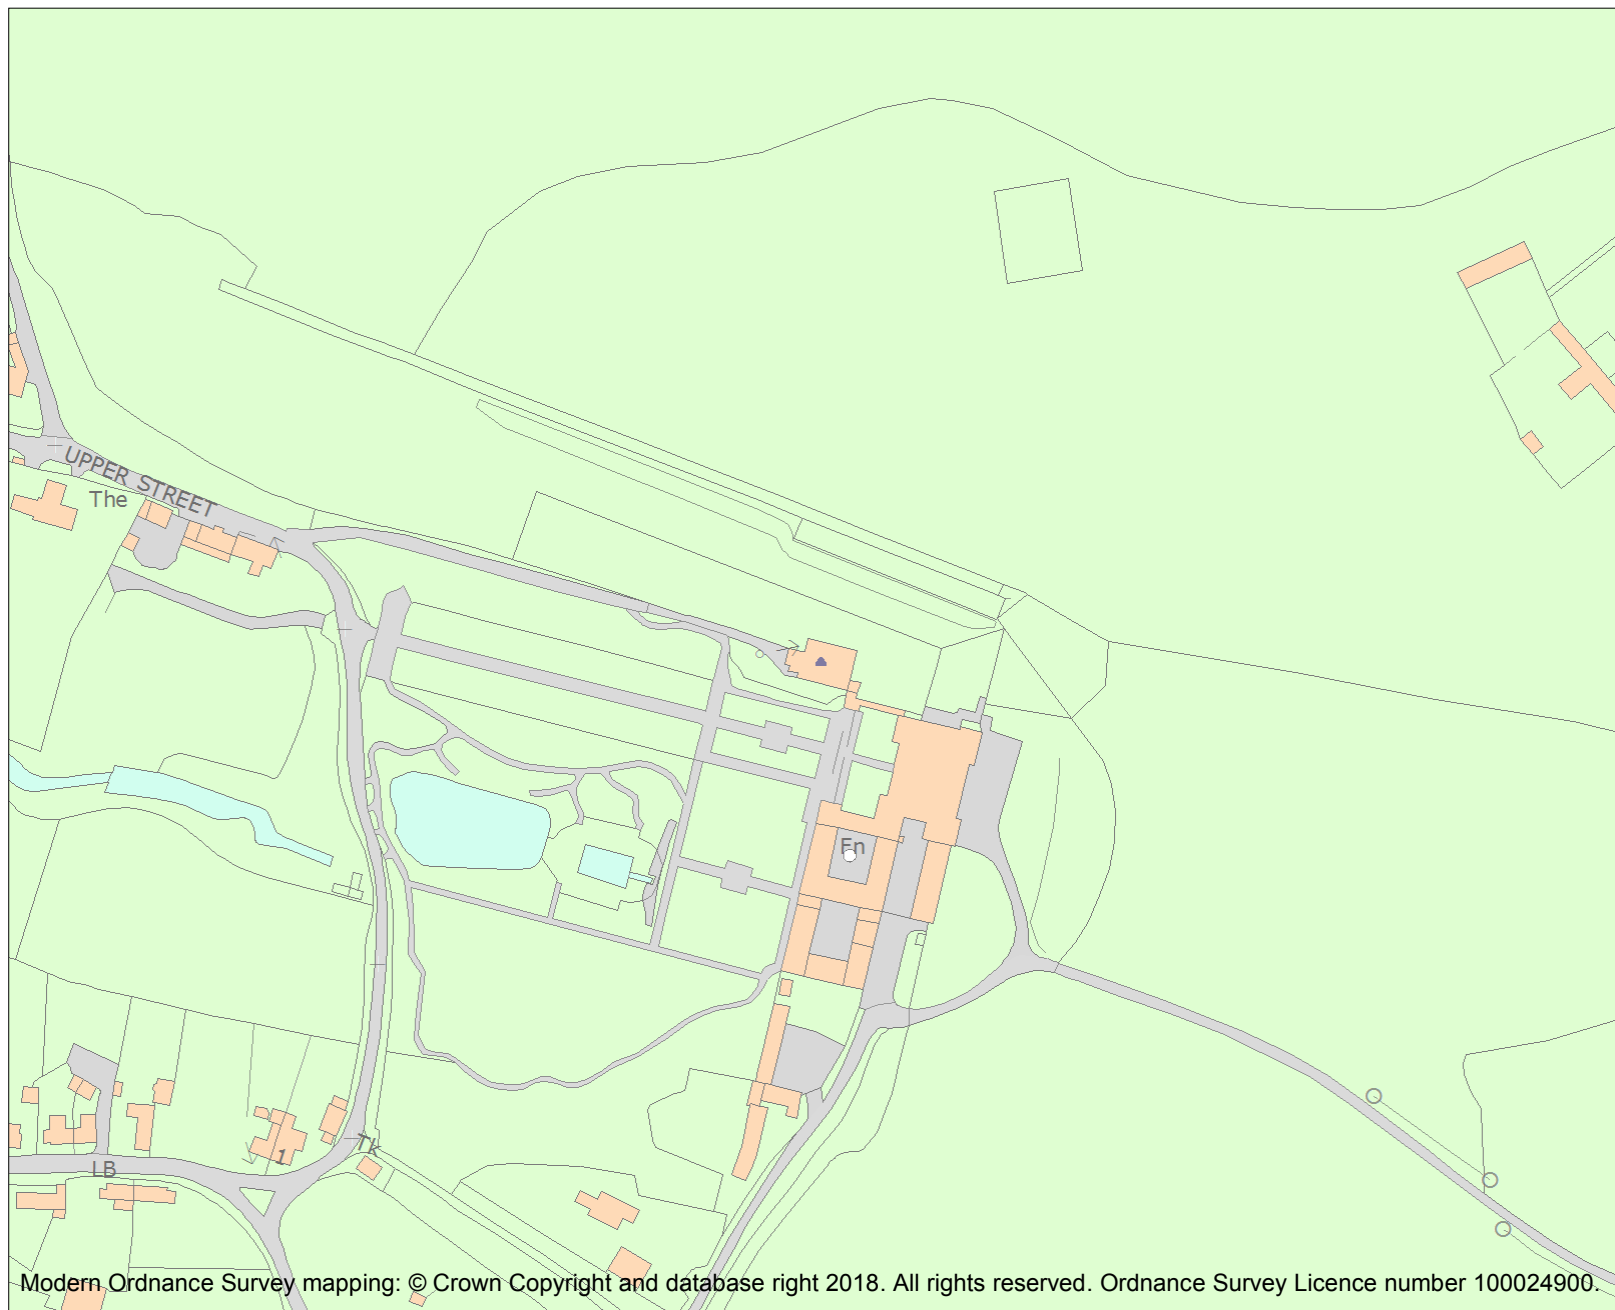 UPPER STREET
The
Fn
Tk
1
LB
Modern Ordnance Survey mapping: © Crown Copyright and database right 2018. All rights reserved. Ordnance Survey Licence number 100024900.